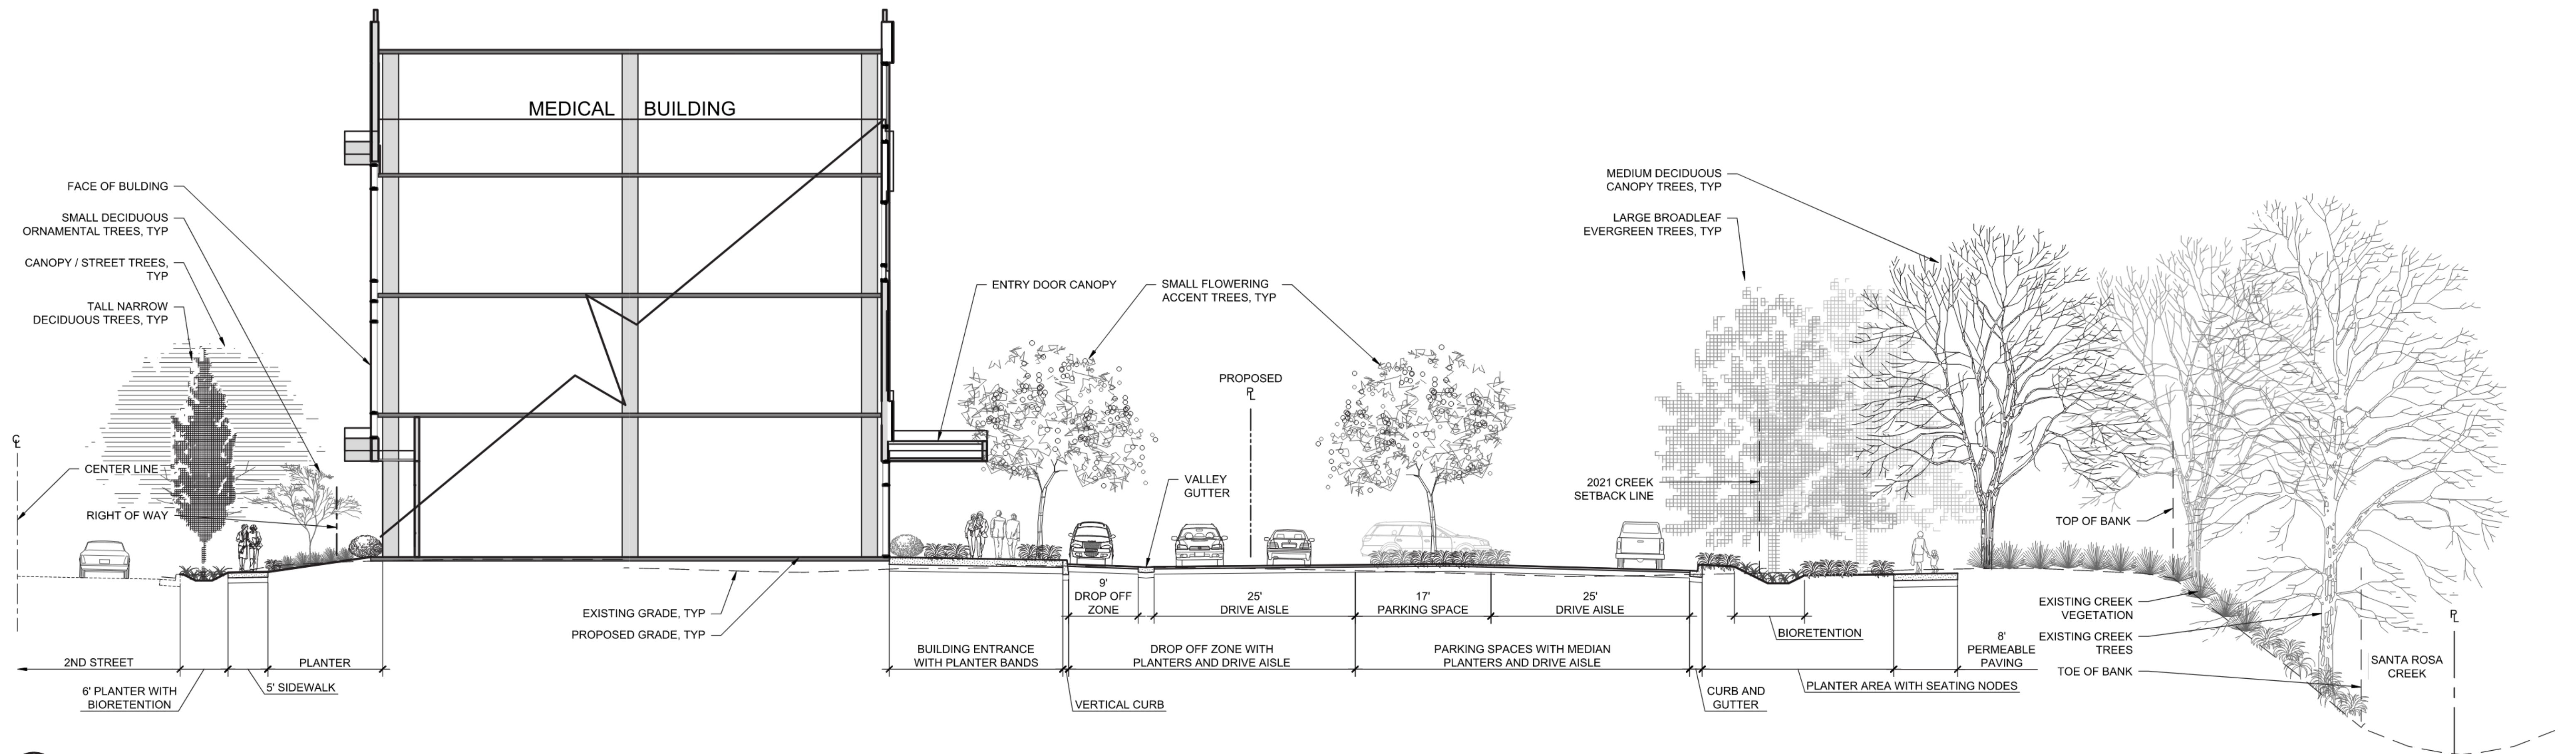 MEDICAL BUILDING
FACE OF BULDING
SMALL DECIDUOUS
ORNAMENTAL TREES, TYP
CANOPY / STREET TREES,
TYP
TALL NARROW
DECIDUOUS TREES, TYP
℄
CENTER LINE
RIGHT OF WAY
ENTRY DOOR CANOPY
SMALL FLOWERING
ACCENT TREES, TYP
PROPOSED
PL
VALLEY
GUTTER
MEDIUM DECIDUOUS
CANOPY TREES, TYP
LARGE BROADLEAF
EVERGREEN TREES, TYP
2021 CREEK
SETBACK LINE
TOP OF BANK
EXISTING GRADE, TYP
PROPOSED GRADE, TYP
9'
DROP OFF
ZONE
25'
DRIVE AISLE
17'
PARKING SPACE
25'
DRIVE AISLE
BIORETENTION
EXISTING CREEK
VEGETATION
EXISTING CREEK
TREES
TOE OF BANK
PL
SANTA ROSA
CREEK
2ND STREET
6' PLANTER WITH
BIORETENTION
5' SIDEWALK
PLANTER
BUILDING ENTRANCE
WITH PLANTER BANDS
VERTICAL CURB
DROP OFF ZONE WITH
PLANTERS AND DRIVE AISLE
PARKING SPACES WITH MEDIAN
PLANTERS AND DRIVE AISLE
CURB AND
GUTTER
PLANTER AREA WITH SEATING NODES
8'
PERMEABLE
PAVING